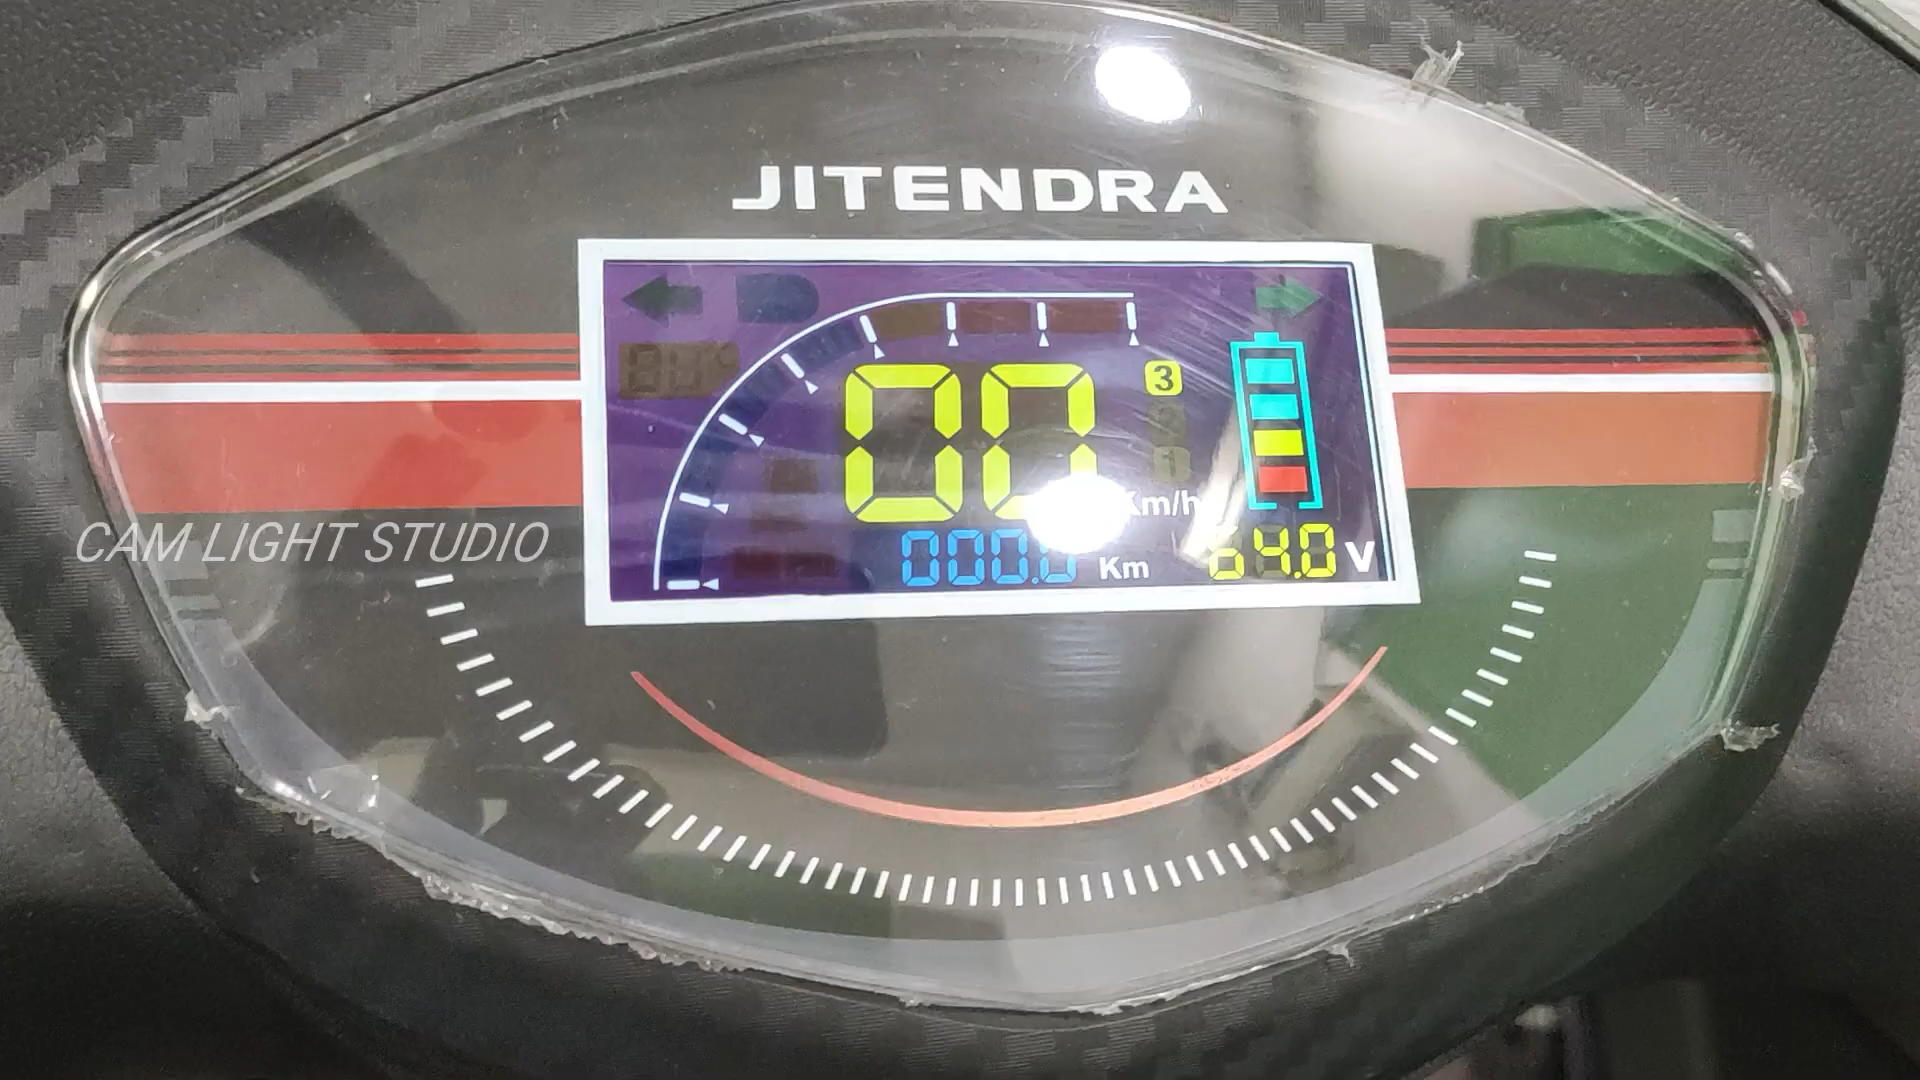 JITENDRA
3
00
Km/h
000.0 Km
64.0 V
CAM LIGHT STUDIO